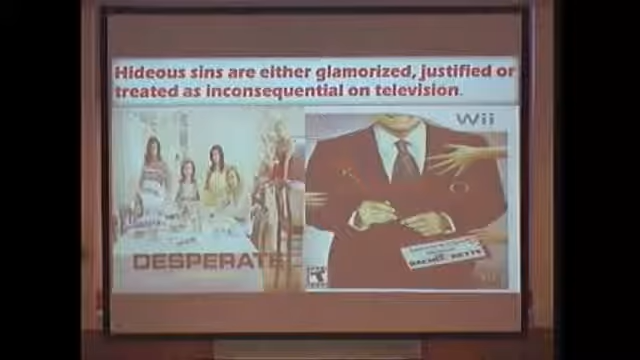 Hideous sins are either glamorized, justified or
treated as inconsequential on television.
Wii
DESPERATE
T